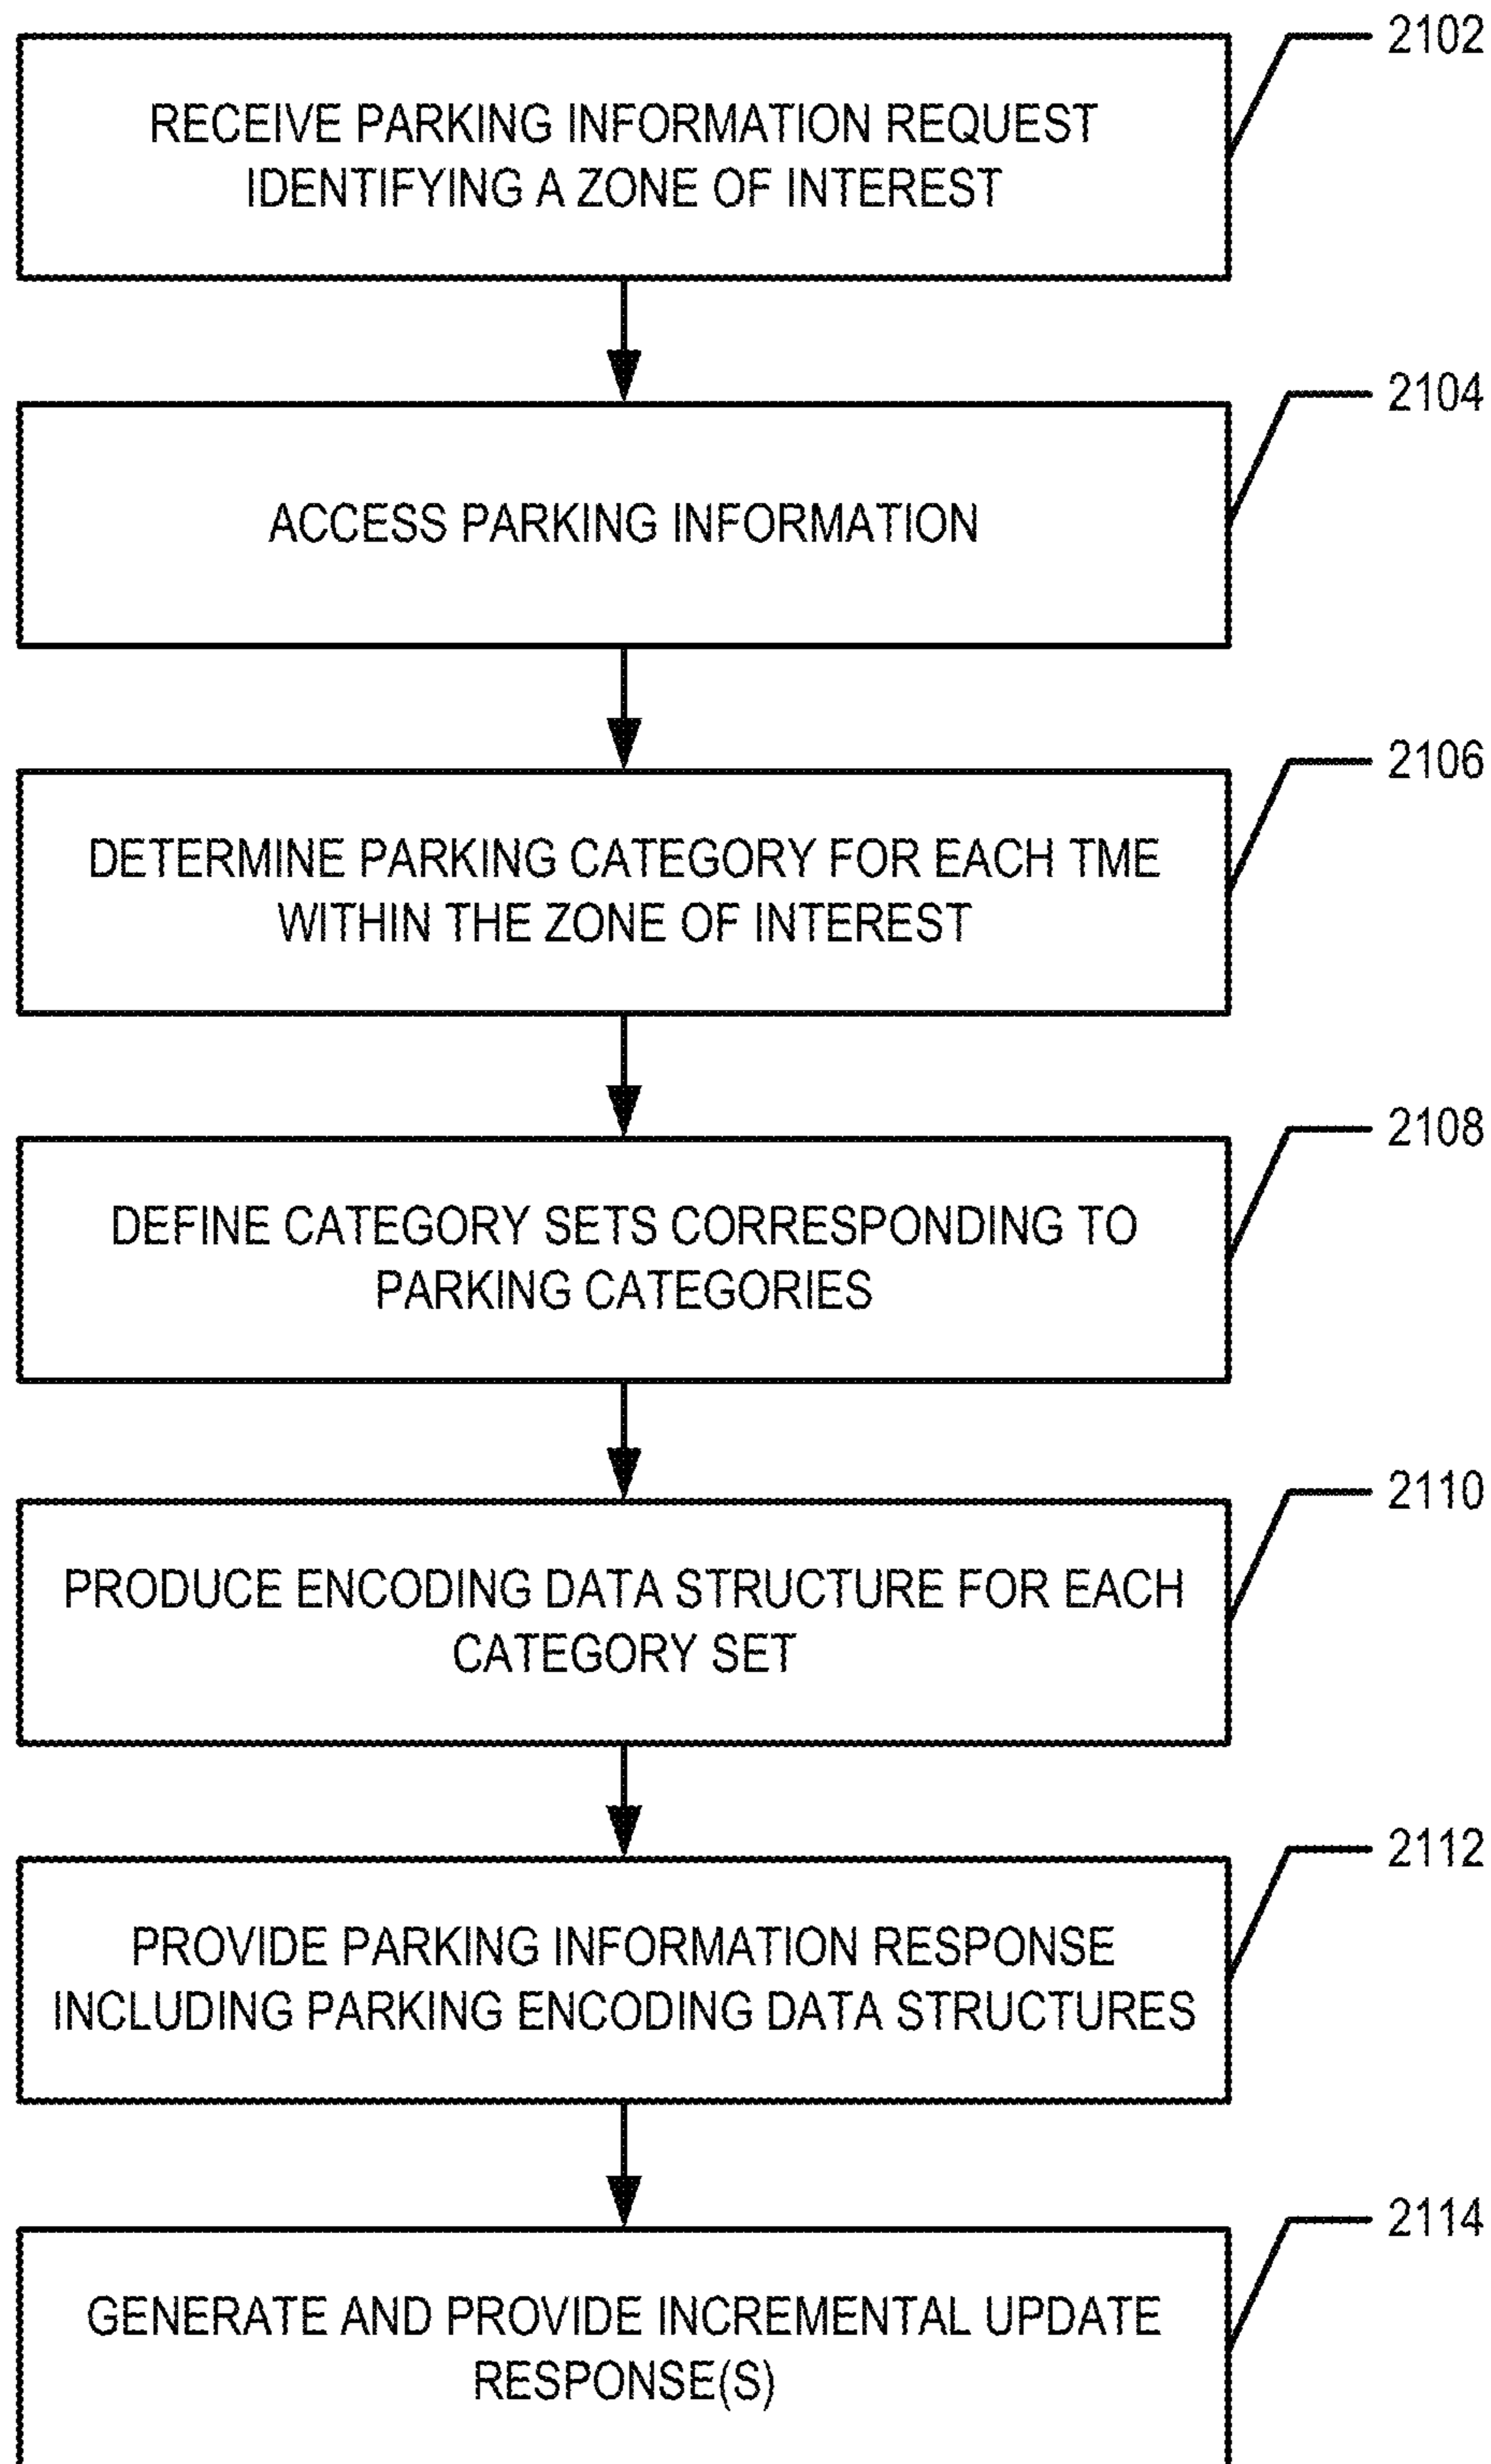 2102
RECEIVE PARKING INFORMATION REQUEST
IDENTIFYING A ZONE OF INTEREST
2104
ACCESS PARKING INFORMATION
2106
DETERMINE PARKING CATEGORY FOR EACH TME
WITHIN THE ZONE OF INTEREST
2108
DEFINE CATEGORY SETS CORRESPONDING TO
PARKING CATEGORIES
2110
PRODUCE ENCODING DATA STRUCTURE FOR EACH
CATEGORY SET
2112
PROVIDE PARKING INFORMATION RESPONSE
INCLUDING PARKING ENCODING DATA STRUCTURES
2114
GENERATE AND PROVIDE INCREMENTAL UPDATE
RESPONSE(S)